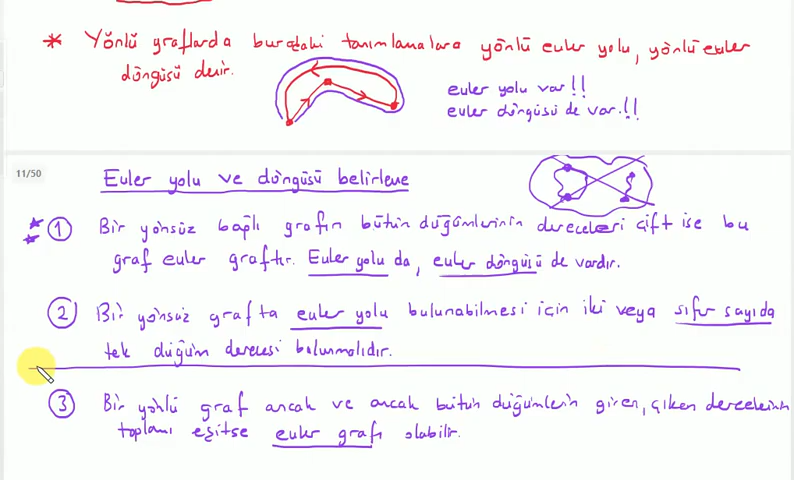 * Yönlü graflarda burdaki tanımlamalara yönlü euler yolu, yönlü euler
döngüsü denir.
euler yolu var!!
euler döngüsü de var.!!
11/50
Euler yolu ve döngüsü belirleme
** 1 Bir yönsüz bağlı grafın bütün düğümlerinin dereceleri çift ise bu
graf euler graftır. Euler yolu da, euler döngüsü de vardır.
2 Bir yönsüz grafta euler yolu bulunabilmesi için iki veya sıfır sayıda
tek düğüm derecesi bulunmalıdır.
3 Bir yönlü graf ancak ve ancak bütün düğümlerin giren, çıkan derecelerinin
toplamı eşitse euler grafı olabilir.